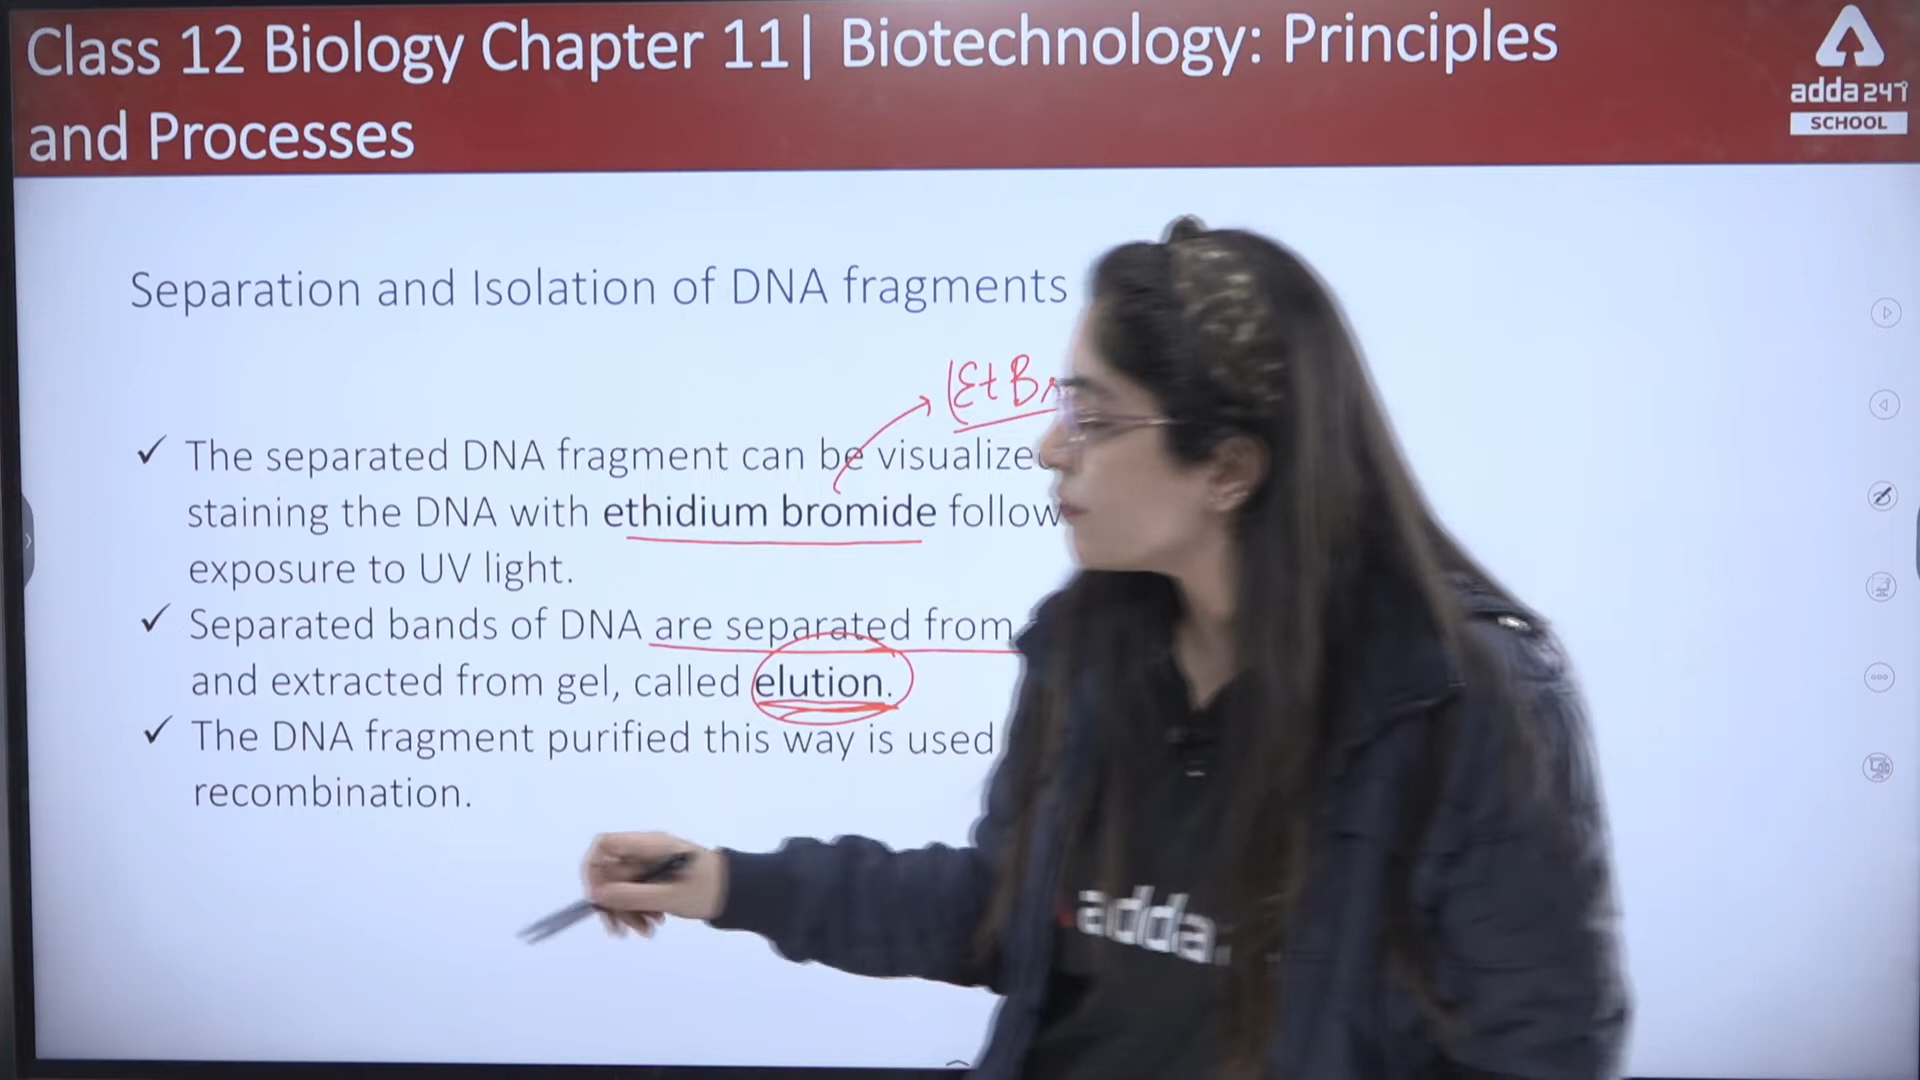 Class 12 Biology Chapter 11| Biotechnology: Principles
and Processes
adda247
SCHOOL
Separation and Isolation of DNA fragments
EtBr
✓ The separated DNA fragment can be visualized
staining the DNA with ethidium bromide follow
exposure to UV light.
✓ Separated bands of DNA are separated from
and extracted from gel, called elution.
✓ The DNA fragment purified this way is used
recombination.
adda